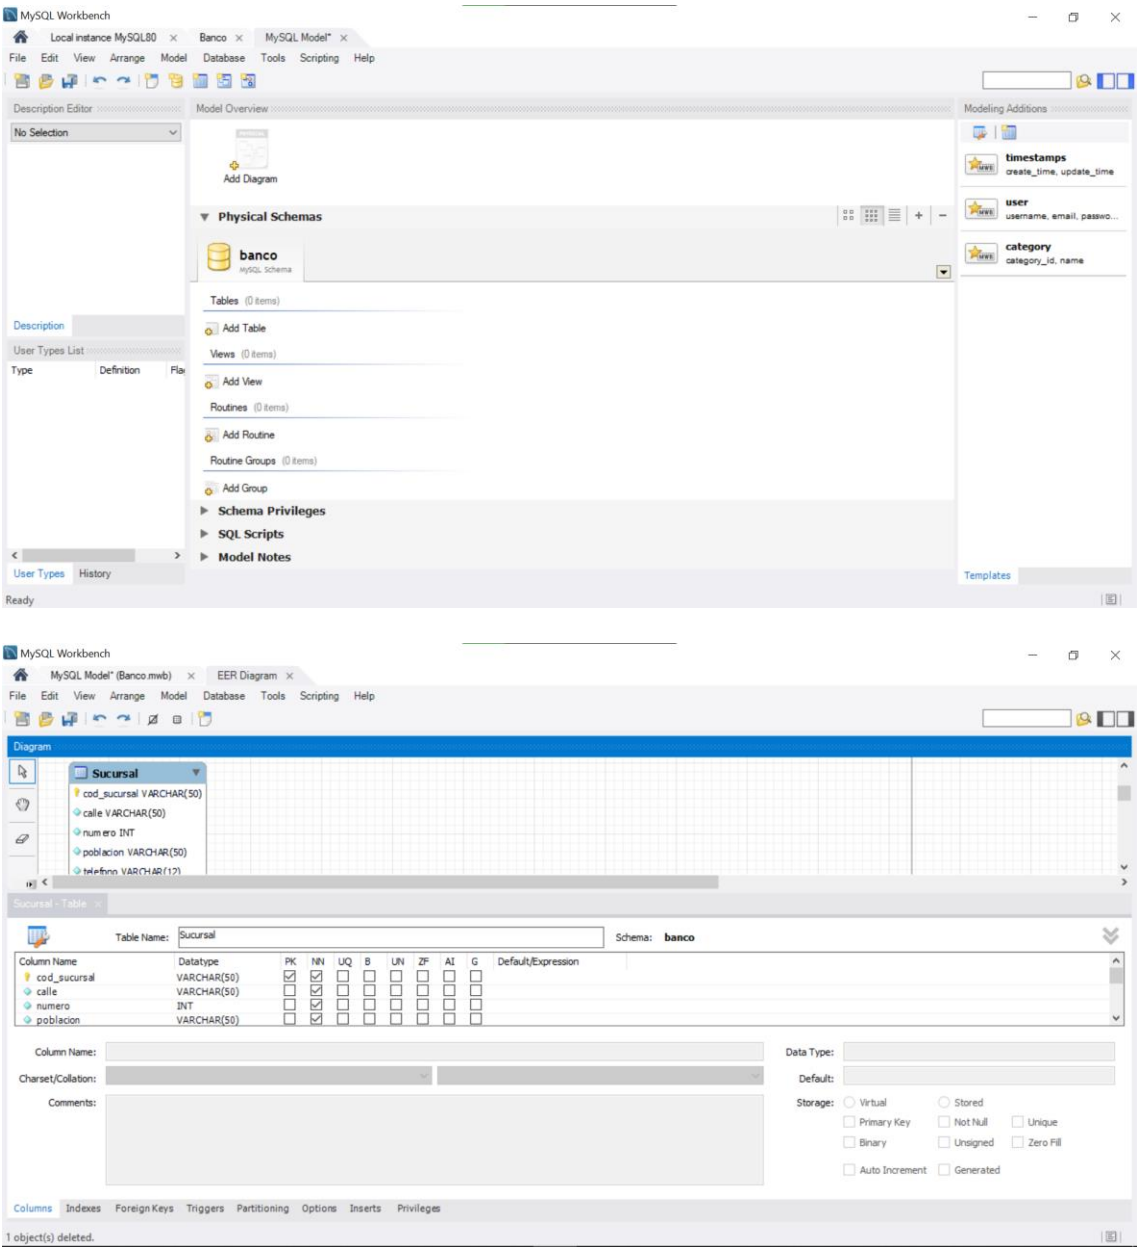 MySQL Workbench
Local instance MySQL80 × Banco × MySQL Model* ×
File Edit View Arrange Model Database Tools Scripting Help
Description Editor
Model Overview
Modeling Additions
No Selection
PHYSICAL
Add Diagram
timestamps
create_time, update_time
user
username, email, passwo...
category
category_id, name
Physical Schemas
banco
MySQL Schema
Tables (0 items)
Add Table
Views (0 items)
Add View
Routines (0 items)
Add Routine
Routine Groups (0 items)
Add Group
Schema Privileges
SQL Scripts
Model Notes
Description
User Types List
Type Definition Flag
User Types History
Templates
Ready
MySQL Workbench
MySQL Model* (Banco.mwb) × EER Diagram ×
File Edit View Arrange Model Database Tools Scripting Help
Diagram
Sucursal
cod_sucursal VARCHAR(50)
calle VARCHAR(50)
numero INT
poblacion VARCHAR(50)
telefono VARCHAR(12)
Sucursal - Table ×
Table Name: Sucursal Schema: banco
Column Name Datatype PK NN UQ B UN ZF AI G Default/Expression
cod_sucursal VARCHAR(50)
calle VARCHAR(50)
numero INT
poblacion VARCHAR(50)
Column Name: Data Type:
Charset/Collation: Default:
Comments: Storage: Virtual Stored
Primary Key Not Null Unique
Binary Unsigned Zero Fill
Auto Increment Generated
Columns Indexes Foreign Keys Triggers Partitioning Options Inserts Privileges
1 object(s) deleted.